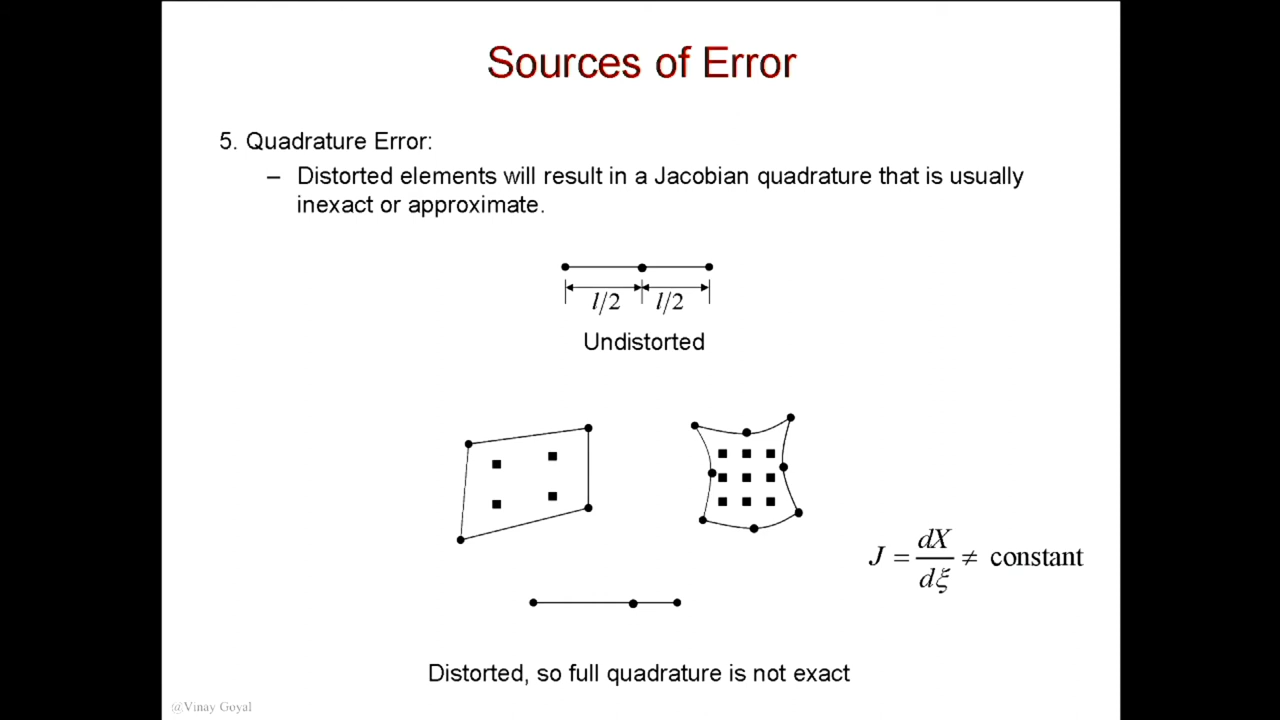 Sources of Error
5. Quadrature Error:
– Distorted elements will result in a Jacobian quadrature that is usually
inexact or approximate.
l/2 l/2
Undistorted
J = dX/dξ ≠ constant
Distorted, so full quadrature is not exact
@Vinay Goyal